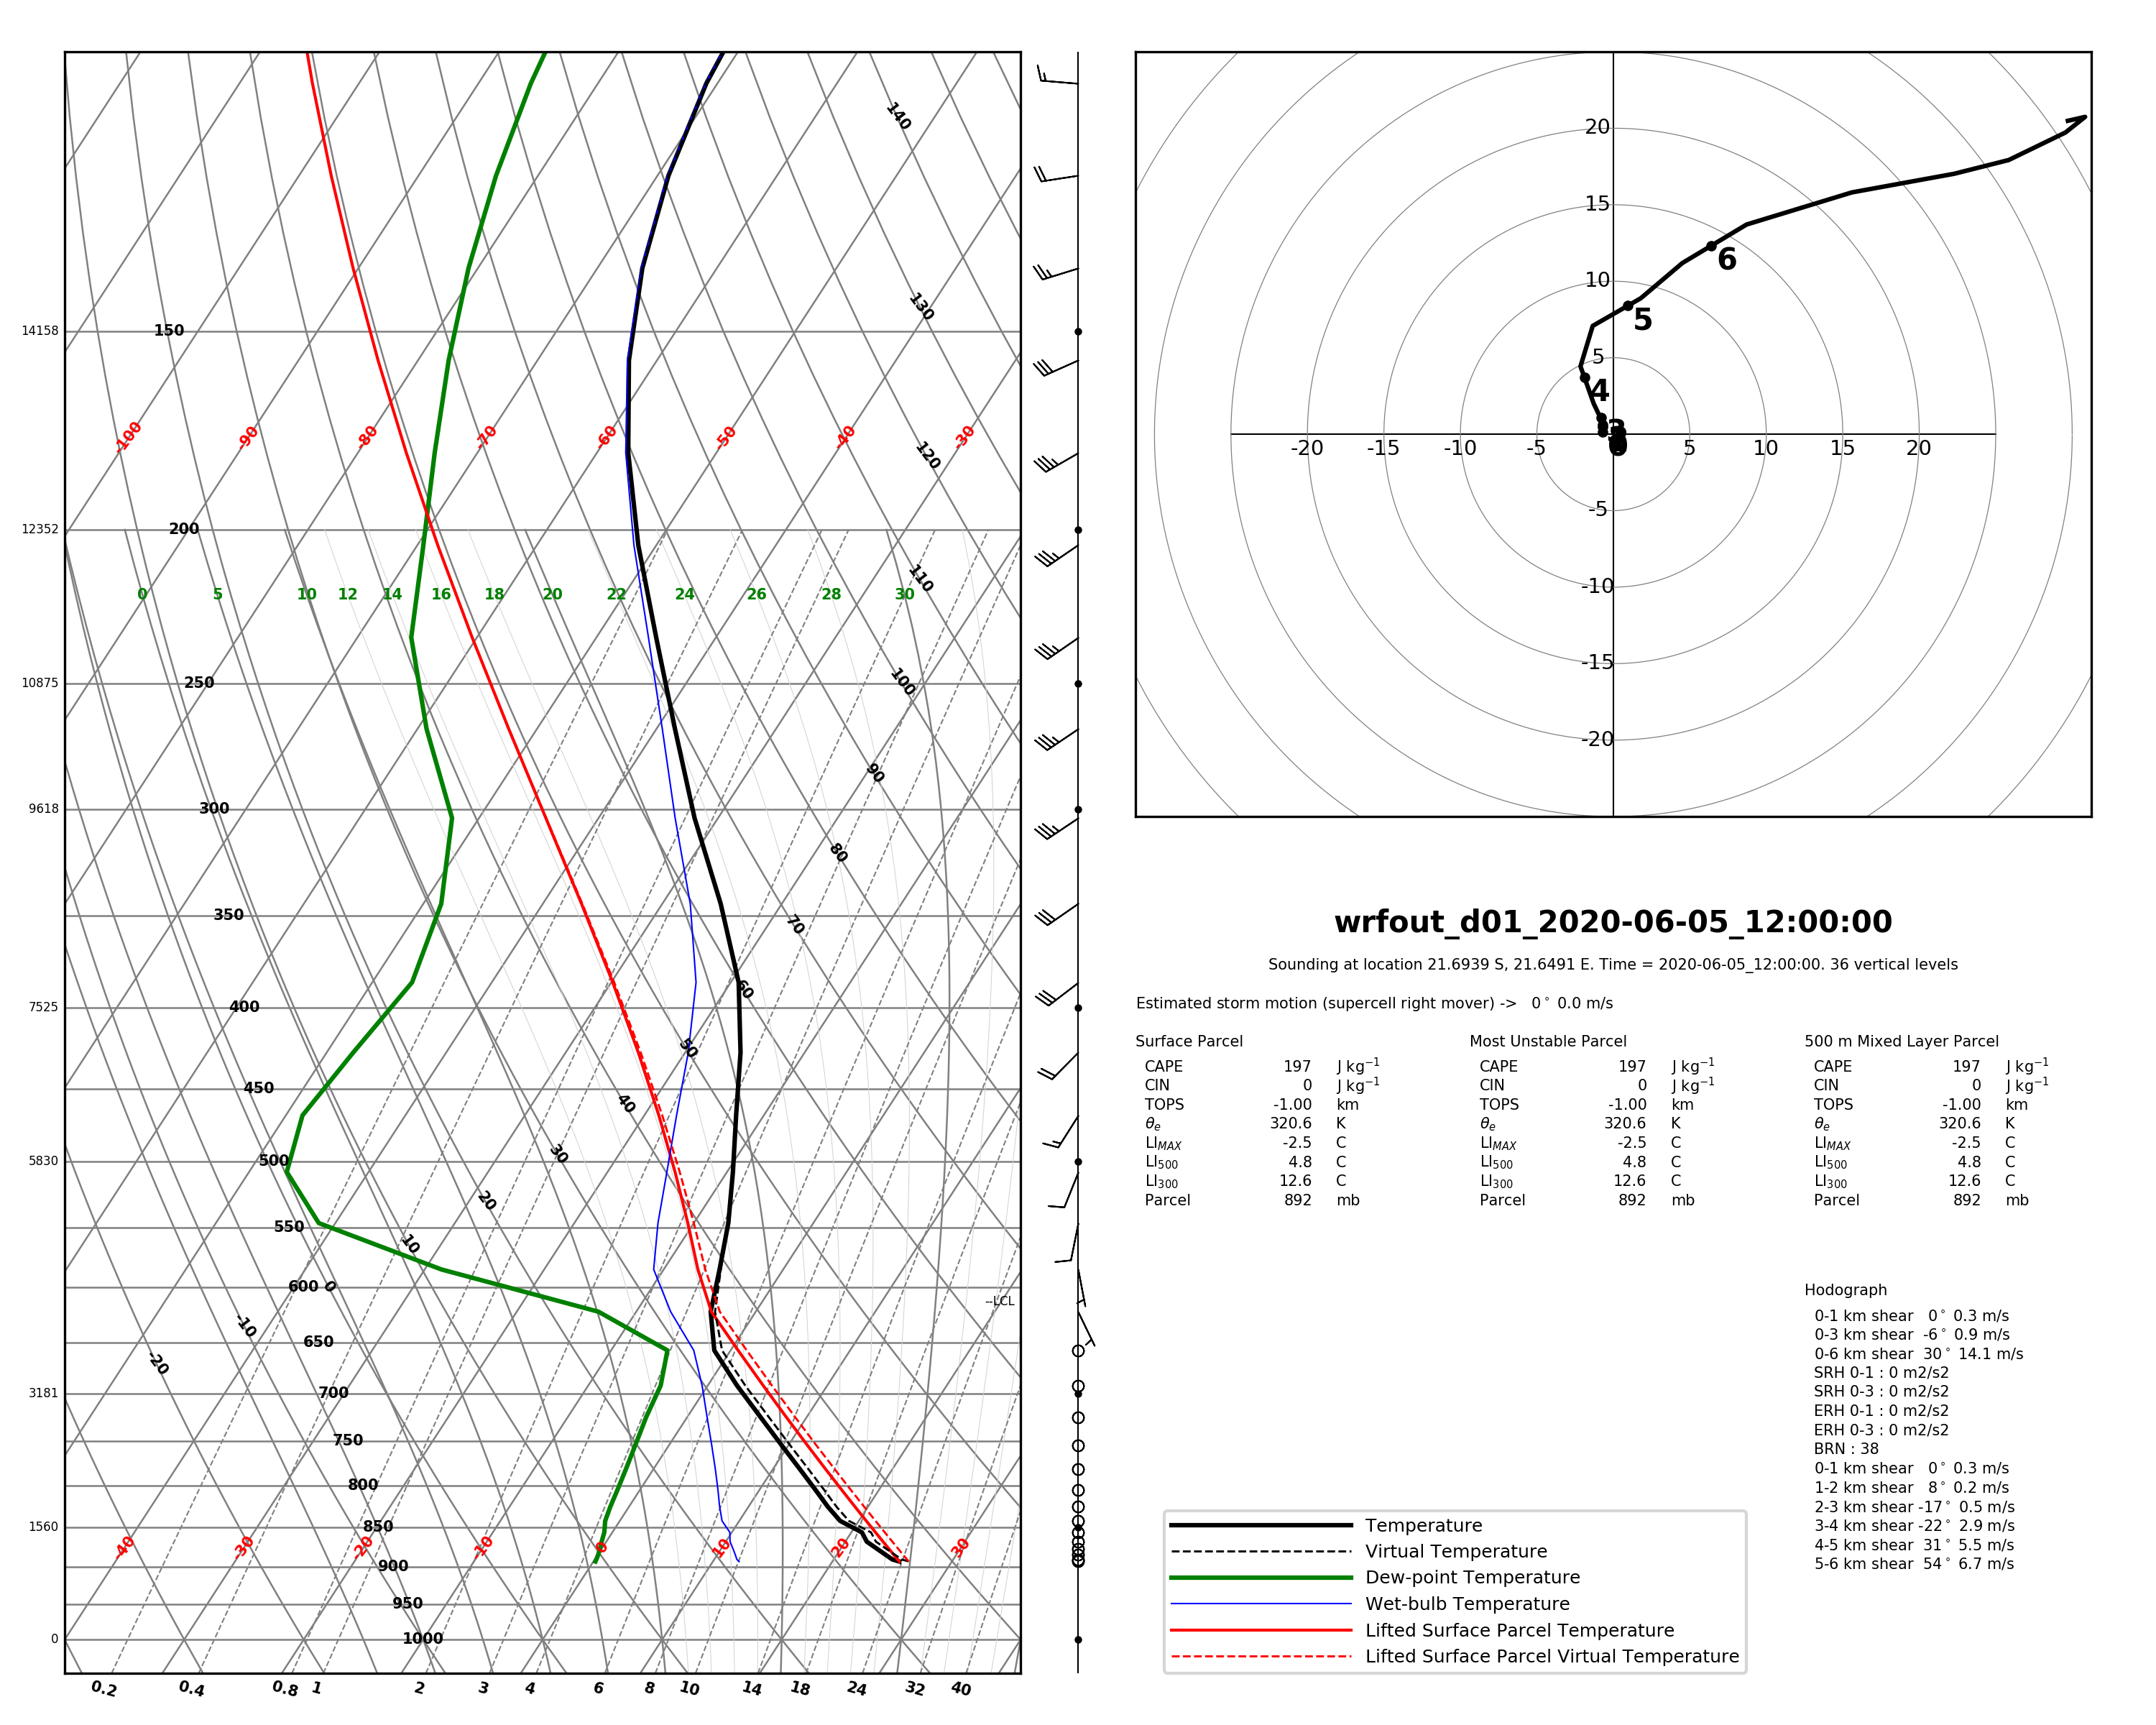 140
20
15
10
5
-5
-10
-15
-20
-20 -15 -10 -5 5 10 15 20
6
5
4
3
0
130
14158 150
-100 -90 -80 -70 -60 -50 -40 -30
120
12352 200
0 5 10 12 14 16 18 20 22 24 26 28 30
110
10875 250
100
90
9618 300
80
350
70
7525 400
60
50
450
40
5830 500
30
20
550
10
600 0
--LCL
-10
650
-20
3181 700
750
800
1560 850
-40 -30 -20 -10 0 10 20 30
900
950
0 1000
0.2 0.4 0.8 1 2 3 4 6 8 10 14 18 24 32 40
wrfout_d01_2020-06-05_12:00:00
Sounding at location 21.6939 S, 21.6491 E. Time = 2020-06-05_12:00:00. 36 vertical levels
Estimated storm motion (supercell right mover) -> 0° 0.0 m/s
Surface Parcel Most Unstable Parcel 500 m Mixed Layer Parcel
CAPE 197 J kg⁻¹ CAPE 197 J kg⁻¹ CAPE 197 J kg⁻¹
CIN 0 J kg⁻¹ CIN 0 J kg⁻¹ CIN 0 J kg⁻¹
TOPS -1.00 km TOPS -1.00 km TOPS -1.00 km
θe 320.6 K θe 320.6 K θe 320.6 K
LIMAX -2.5 C LIMAX -2.5 C LIMAX -2.5 C
LI500 4.8 C LI500 4.8 C LI500 4.8 C
LI300 12.6 C LI300 12.6 C LI300 12.6 C
Parcel 892 mb Parcel 892 mb Parcel 892 mb
Hodograph
0-1 km shear 0° 0.3 m/s
0-3 km shear -6° 0.9 m/s
0-6 km shear 30° 14.1 m/s
SRH 0-1 : 0 m2/s2
SRH 0-3 : 0 m2/s2
ERH 0-1 : 0 m2/s2
ERH 0-3 : 0 m2/s2
BRN : 38
0-1 km shear 0° 0.3 m/s
1-2 km shear 8° 0.2 m/s
2-3 km shear -17° 0.5 m/s
3-4 km shear -22° 2.9 m/s
4-5 km shear 31° 5.5 m/s
5-6 km shear 54° 6.7 m/s
Temperature
Virtual Temperature
Dew-point Temperature
Wet-bulb Temperature
Lifted Surface Parcel Temperature
Lifted Surface Parcel Virtual Temperature